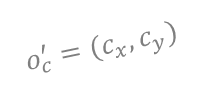 o'_c = (c_x, c_y)